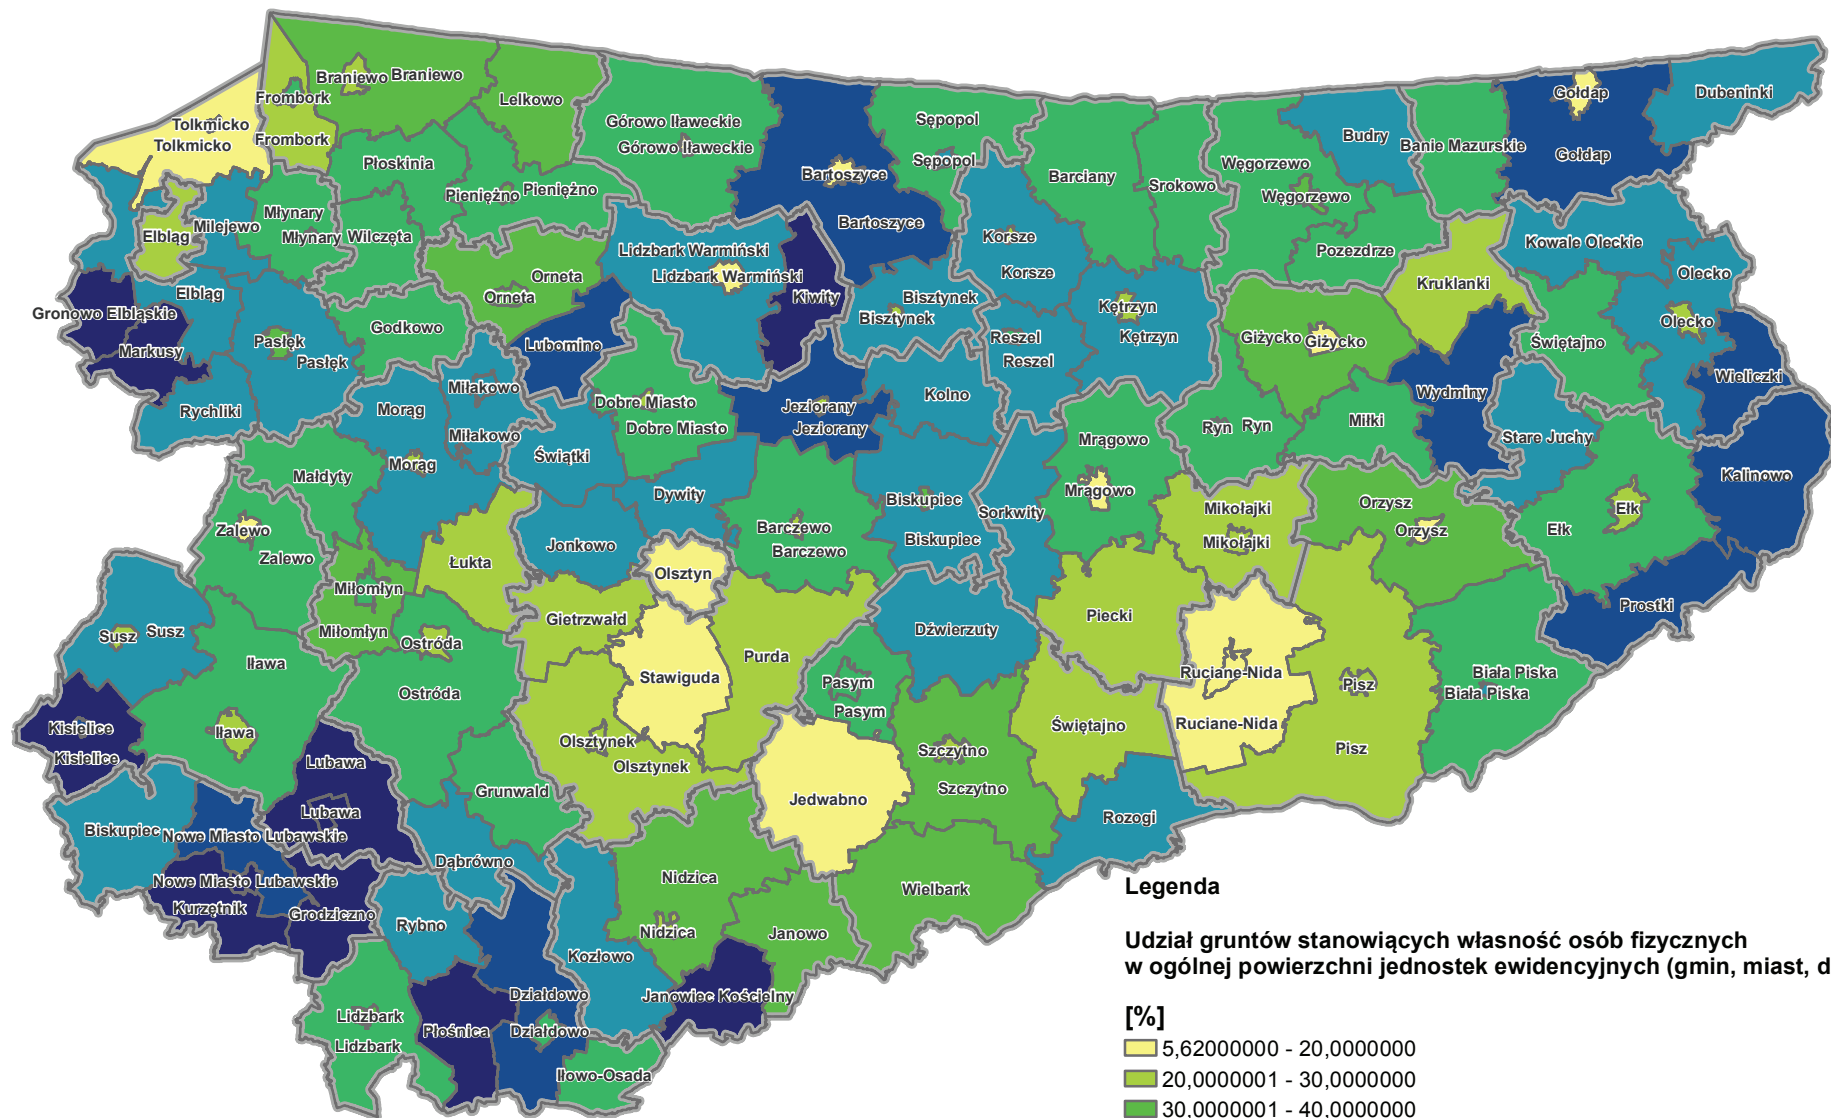 Braniewo
Braniewo
Lelkowo
Frombork
Frombork
Tolkmicko
Tolkmicko
Płoskinia
Pieniężno
Pieniężno
Górowo Iławeckie
Górowo Iławeckie
Sępopol
Sępopol
Bartoszyce
Bartoszyce
Barciany
Srokowo
Węgorzewo
Węgorzewo
Budry
Banie Mazurskie
Gołdap
Gołdap
Dubeninki
Elbląg
Milejewo
Młynary
Młynary
Wilczęta
Orneta
Orneta
Lidzbark Warmiński
Lidzbark Warmiński
Kiwity
Korsze
Korsze
Bisztynek
Bisztynek
Kętrzyn
Kętrzyn
Pozezdrze
Kruklanki
Kowale Oleckie
Olecko
Olecko
Gronowo Elbląskie
Elbląg
Markusy
Pasłęk
Pasłęk
Godkowo
Lubomino
Reszel
Reszel
Giżycko
Giżycko
Świętajno
Wieliczki
Rychliki
Morąg
Morąg
Miłakowo
Miłakowo
Dobre Miasto
Dobre Miasto
Jeziorany
Jeziorany
Kolno
Wydminy
Świątki
Mrągowo
Mrągowo
Ryn
Ryn
Miłki
Stare Juchy
Kalinowo
Małdyty
Dywity
Biskupiec
Biskupiec
Sorkwity
Mikołajki
Mikołajki
Orzysz
Orzysz
Ełk
Ełk
Zalewo
Zalewo
Łukta
Jonkowo
Olsztyn
Barczewo
Barczewo
Miłomłyn
Miłomłyn
Ostróda
Ostróda
Gietrzwałd
Purda
Stawiguda
Dźwierzuty
Piecki
Prostki
Susz
Susz
Iława
Iława
Pasym
Pasym
Ruciane-Nida
Ruciane-Nida
Pisz
Pisz
Biała Piska
Biała Piska
Kisielice
Kisielice
Lubawa
Lubawa
Olsztynek
Olsztynek
Szczytno
Szczytno
Świętajno
Grunwald
Jedwabno
Rozogi
Biskupiec
Nowe Miasto Lubawskie
Nowe Miasto Lubawskie
Dąbrówno
Kurzętnik
Grodziczno
Rybno
Nidzica
Nidzica
Wielbark
Janowo
Kozłowo
Janowiec Kościelny
Działdowo
Działdowo
Lidzbark
Lidzbark
Płośnica
Iłowo-Osada
Legenda
Udział gruntów stanowiących własność osób fizycznych
w ogólnej powierzchni jednostek ewidencyjnych (gmin, miast, d
[%]
5,62000000 - 20,0000000
20,0000001 - 30,0000000
30,0000001 - 40,0000000